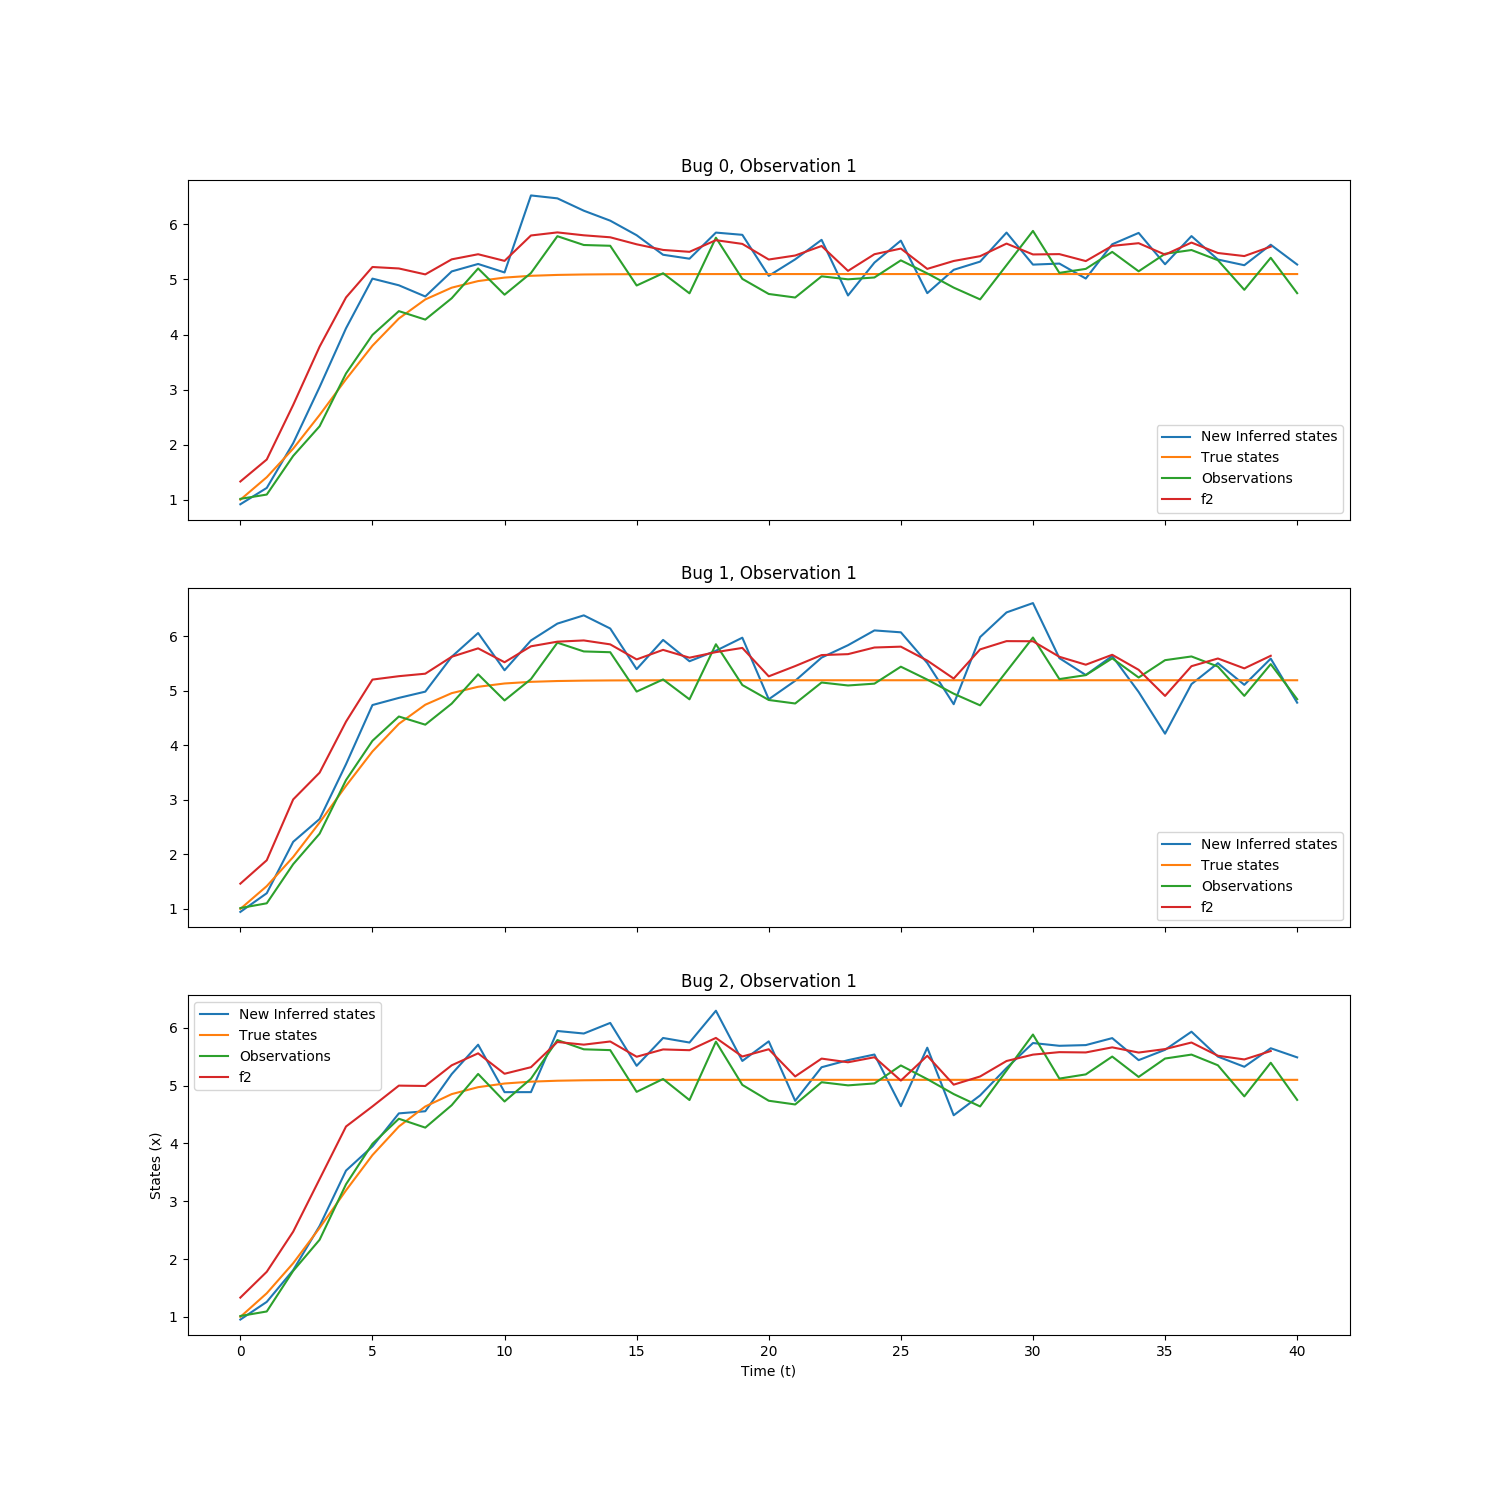 Bug 0, Observation 1
6
5
4
3
2
1
New Inferred states
True states
Observations
f2
Bug 1, Observation 1
6
5
4
3
2
1
New Inferred states
True states
Observations
f2
Bug 2, Observation 1
New Inferred states
True states
Observations
f2
6
5
4
3
2
1
States (x)
0 5 10 15 20 25 30 35 40
Time (t)